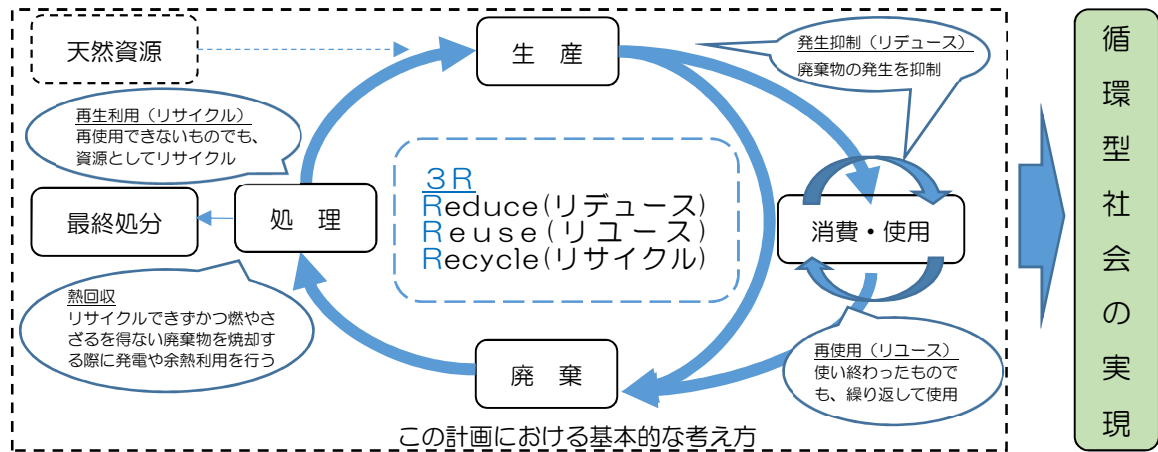 天然資源
生　産
発生抑制（リデュース）
廃棄物の発生を抑制
再生利用（リサイクル）
再使用できないものでも、
資源としてリサイクル
3R
Reduce(リデュース)
Reuse(リユース)
Recycle(リサイクル)
最終処分
処　理
消費・使用
熱回収
リサイクルできずかつ燃やさ
ざるを得ない廃棄物を焼却す
る際に発電や余熱利用を行う
廃　棄
再使用（リユース）
使い終わったもので
も、繰り返して使用
この計画における基本的な考え方
循環型社会の実現